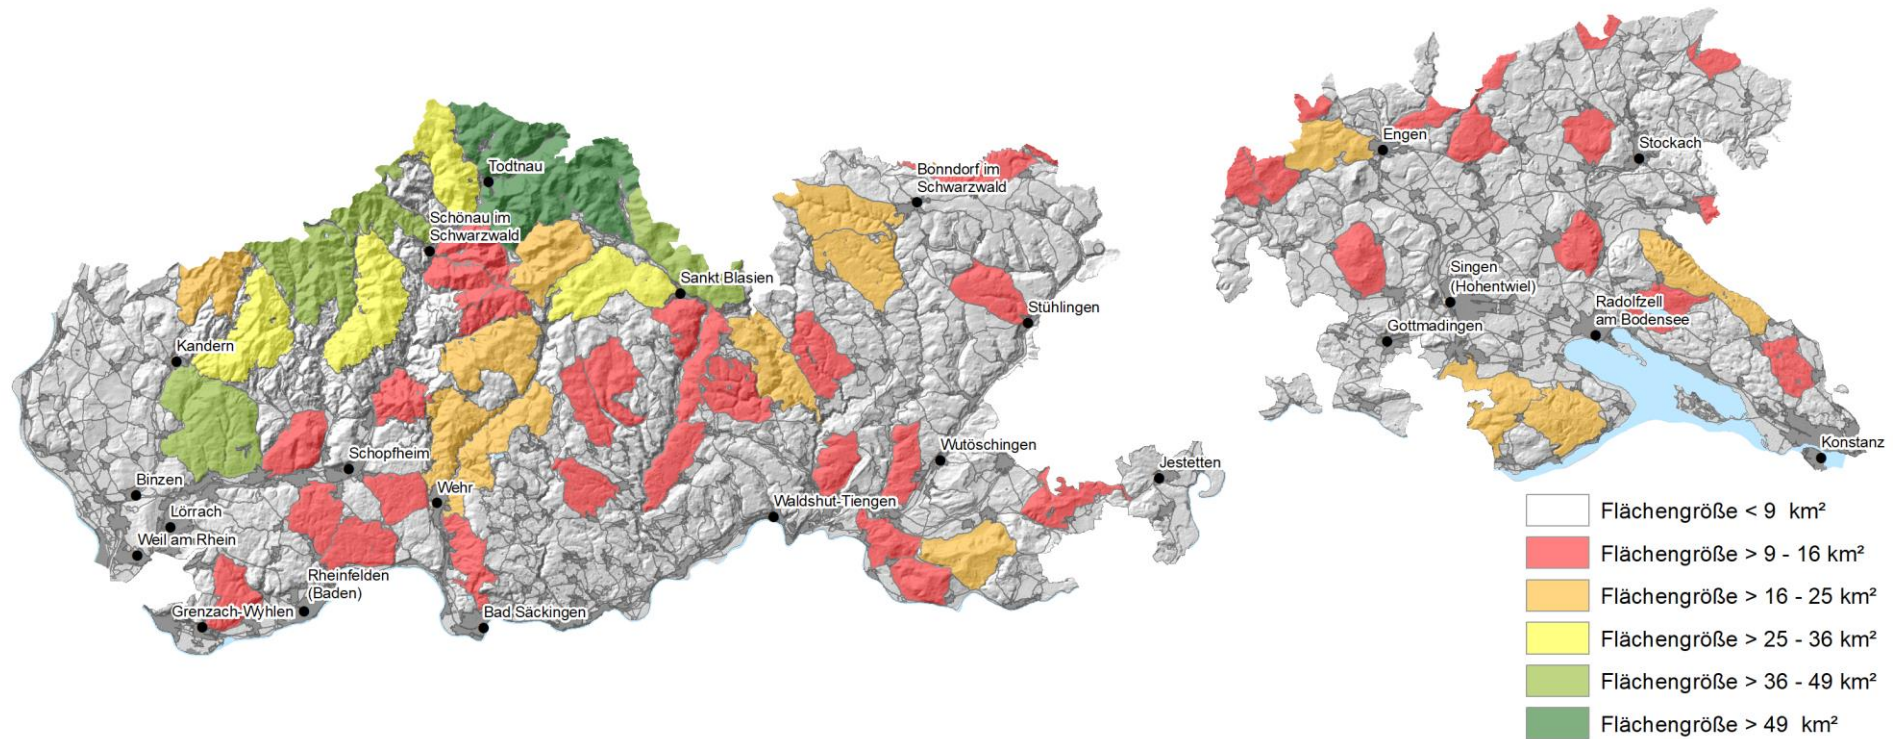 Todtnau
Schönau im
Schwarzwald
Bonndorf im
Schwarzwald
Sankt Blasien
Stühlingen
Kandern
Schopfheim
Wehr
Binzen
Lörrach
Weil am Rhein
Rheinfelden
(Baden)
Grenzach-Wyhlen
Bad Säckingen
Waldshut-Tiengen
Wutöschingen
Jestetten
Engen
Stockach
Singen
(Hohentwiel)
Gottmadingen
Radolfzell
am Bodensee
Konstanz
Flächengröße < 9 km²
Flächengröße > 9 - 16 km²
Flächengröße > 16 - 25 km²
Flächengröße > 25 - 36 km²
Flächengröße > 36 - 49 km²
Flächengröße > 49 km²